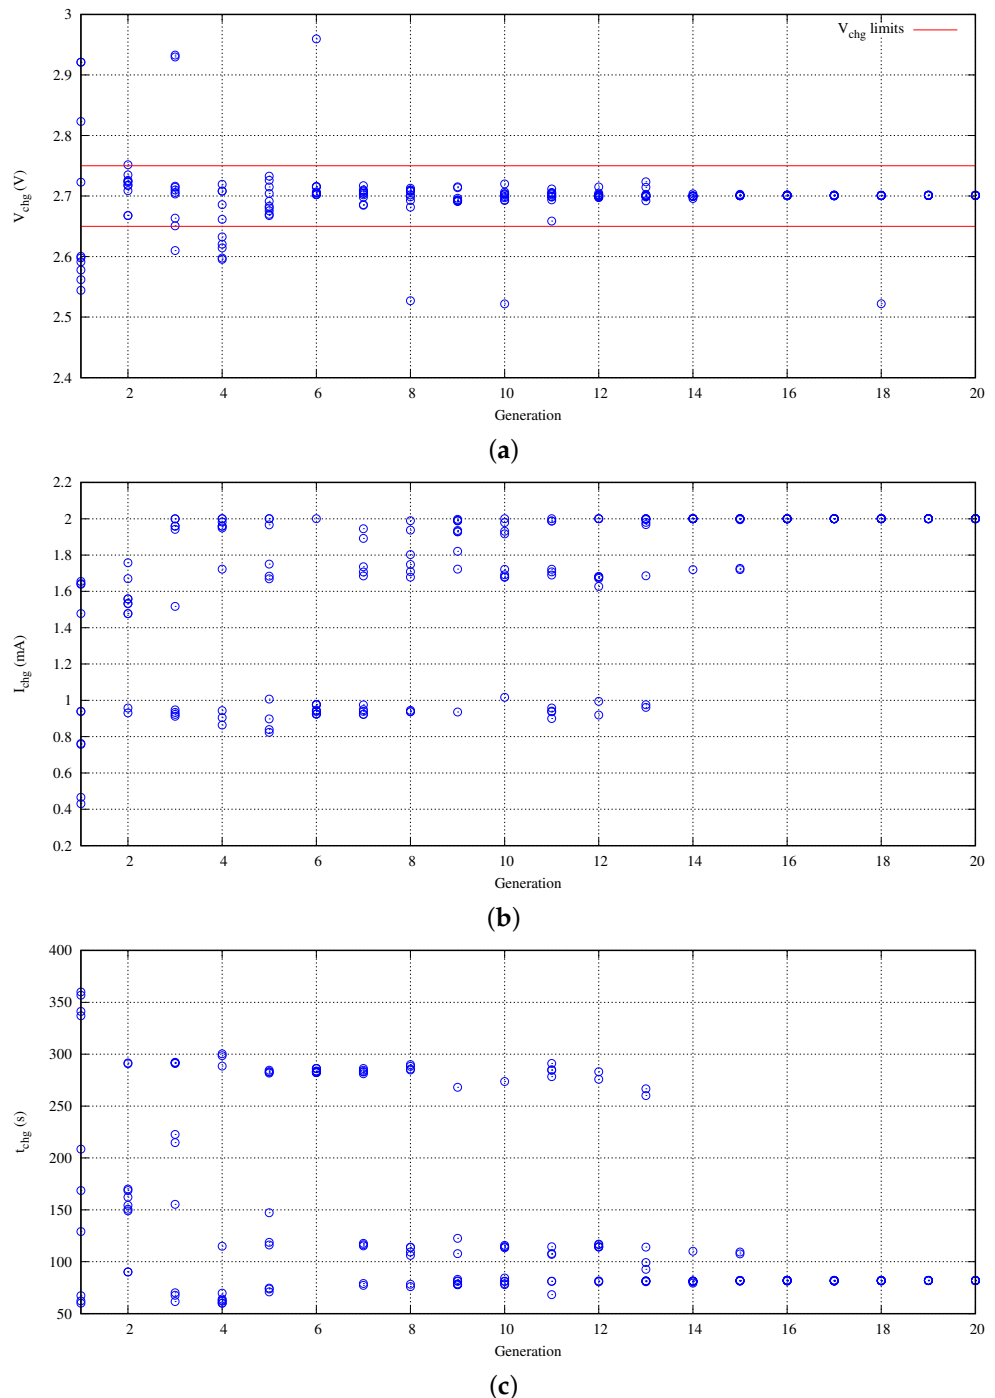 3
2.9
2.8
2.7
2.6
2.5
2.4
V_chg (V)
V_chg limits
2 4 6 8 10 12 14 16 18 20
Generation
(a)
2.2
2
1.8
1.6
1.4
1.2
1
0.8
0.6
0.4
0.2
I_chg (mA)
2 4 6 8 10 12 14 16 18 20
Generation
(b)
400
350
300
250
200
150
100
50
t_chg (s)
2 4 6 8 10 12 14 16 18 20
Generation
(c)